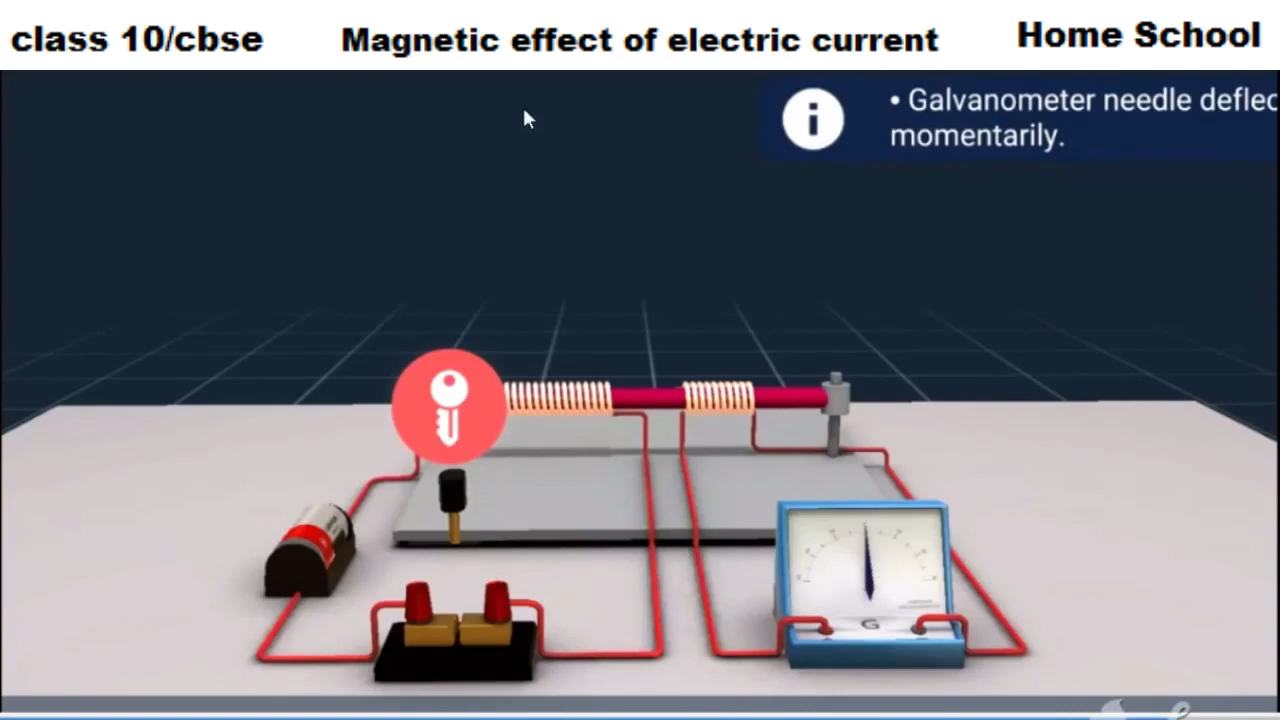 class 10/cbse
Magnetic effect of electric current
Home School
• Galvanometer needle deflec
momentarily.
G